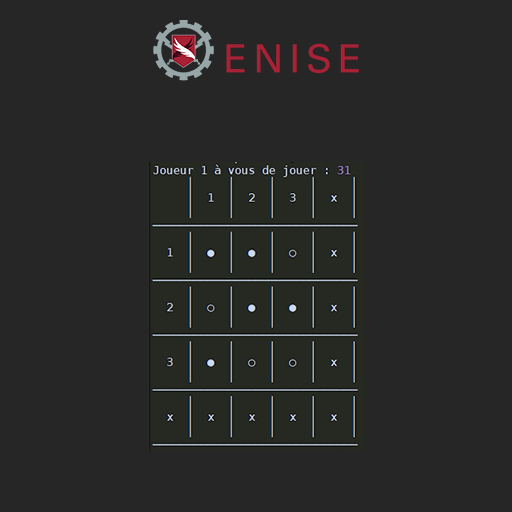 ENISE
Joueur 1 à vous de jouer : 31
1 2 3 x
1 ● ● ○ x
2 ○ ● ● x
3 ● ○ ○ x
x x x x x